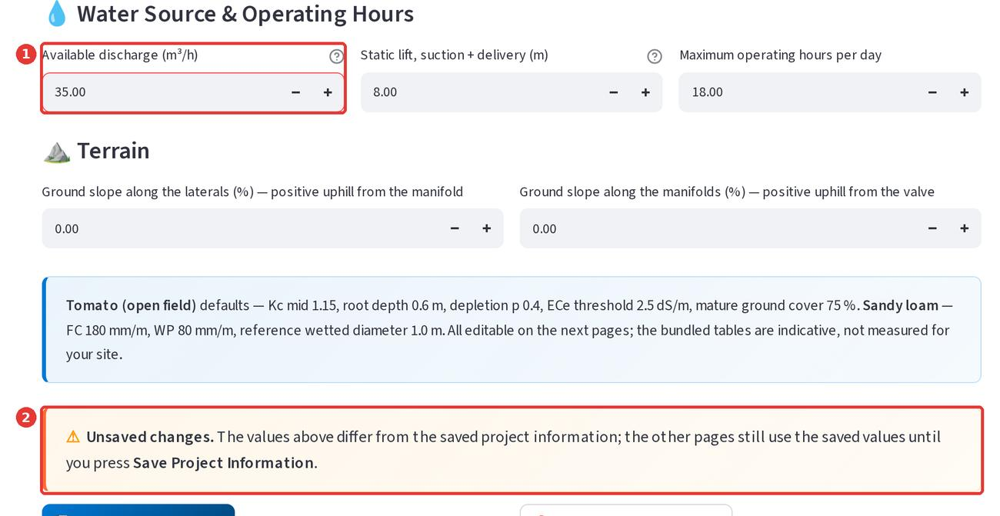 Water Source & Operating Hours
1
Available discharge (m³/h)
?
Static lift, suction + delivery (m)
?
Maximum operating hours per day
35.00 − +
8.00 − +
18.00 − +
Terrain
Ground slope along the laterals (%) — positive uphill from the manifold
Ground slope along the manifolds (%) — positive uphill from the valve
0.00 − +
0.00 − +
Tomato (open field) defaults — Kc mid 1.15, root depth 0.6 m, depletion p 0.4, ECe threshold 2.5 dS/m, mature ground cover 75 %. Sandy loam —
FC 180 mm/m, WP 80 mm/m, reference wetted diameter 1.0 m. All editable on the next pages; the bundled tables are indicative, not measured for
your site.
2
⚠ Unsaved changes. The values above differ from the saved project information; the other pages still use the saved values until
you press Save Project Information.